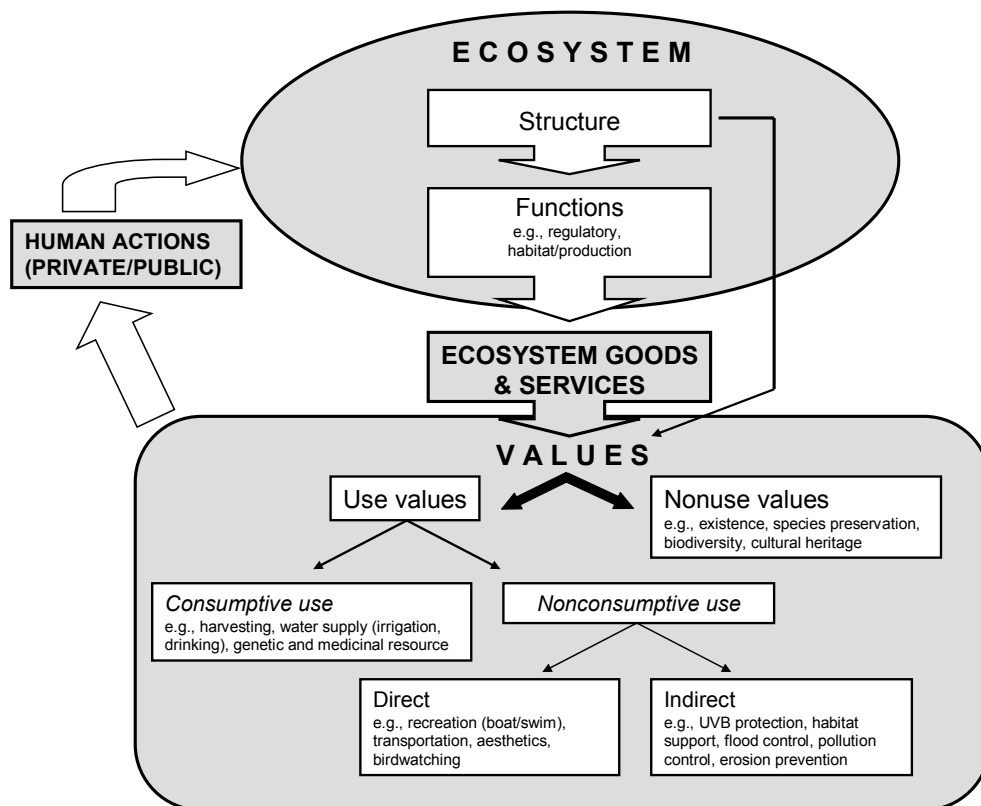 ECOSYSTEM
Structure
Functions
e.g., regulatory,
habitat/production
HUMAN ACTIONS
(PRIVATE/PUBLIC)
ECOSYSTEM GOODS
& SERVICES
VALUES
Use values
Nonuse values
e.g., existence, species preservation,
biodiversity, cultural heritage
Consumptive use
e.g., harvesting, water supply (irrigation,
drinking), genetic and medicinal resource
Nonconsumptive use
Direct
e.g., recreation (boat/swim),
transportation, aesthetics,
birdwatching
Indirect
e.g., UVB protection, habitat
support, flood control, pollution
control, erosion prevention